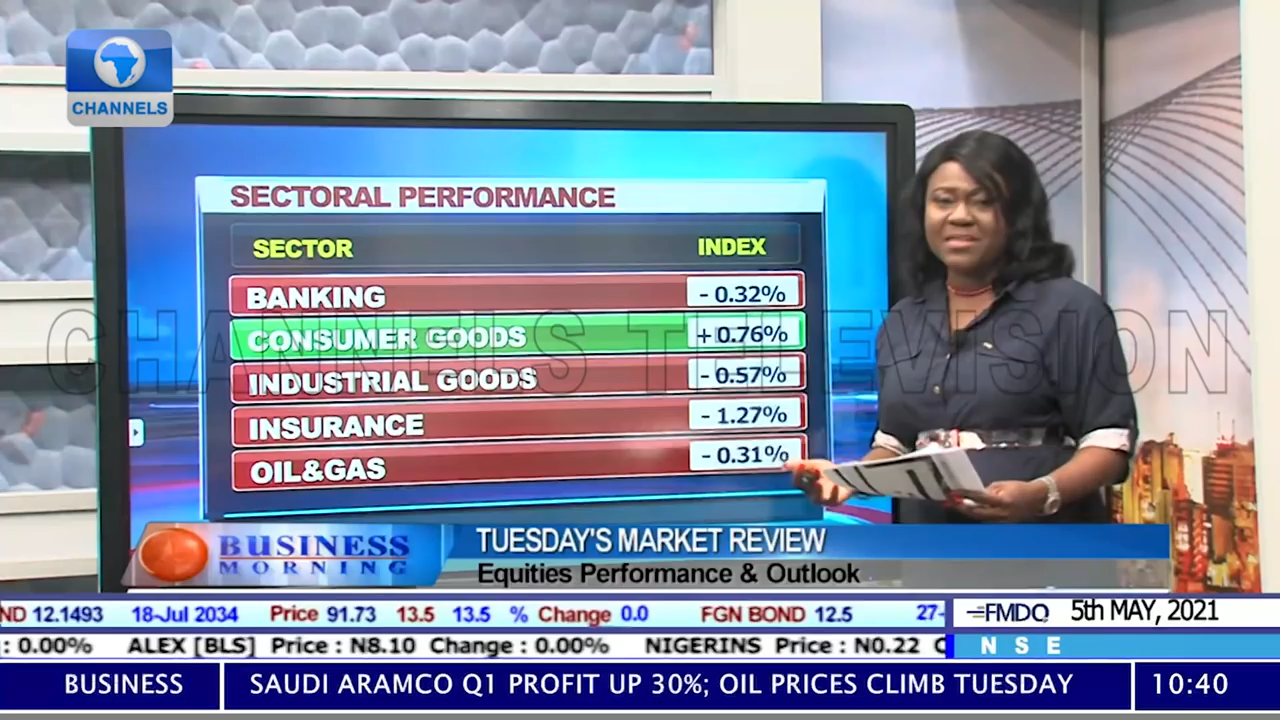 CHANNELS
SECTORAL PERFORMANCE
SECTOR INDEX
BANKING - 0.32%
CONSUMER GOODS +0.76%
INDUSTRIAL GOODS - 0.57%
INSURANCE - 1.27%
OIL&GAS - 0.31%
CHANNELS TELEVISION
BUSINESS MORNING
TUESDAY'S MARKET REVIEW
Equities Performance & Outlook
ND 12.1493 18-Jul 2034 Price 91.73 13.5 13.5 % Change 0.0 FGN BOND 12.5 27-
FMDQ 5th MAY, 2021
: 0.00% ALEX [BLS] Price : N8.10 Change : 0.00% NIGERINS Price : N0.22 C
NSE
BUSINESS SAUDI ARAMCO Q1 PROFIT UP 30%; OIL PRICES CLIMB TUESDAY 10:40